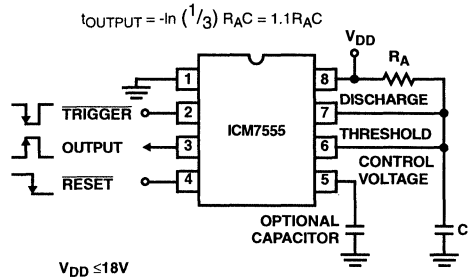 tOUTPUT = -ln (1/3) RAC = 1.1RAC
VDD
RA
1
8
DISCHARGE
TRIGGER
2
7
ICM7555
THRESHOLD
OUTPUT
3
6
CONTROL
VOLTAGE
RESET
4
5
OPTIONAL
CAPACITOR
C
VDD ≤18V